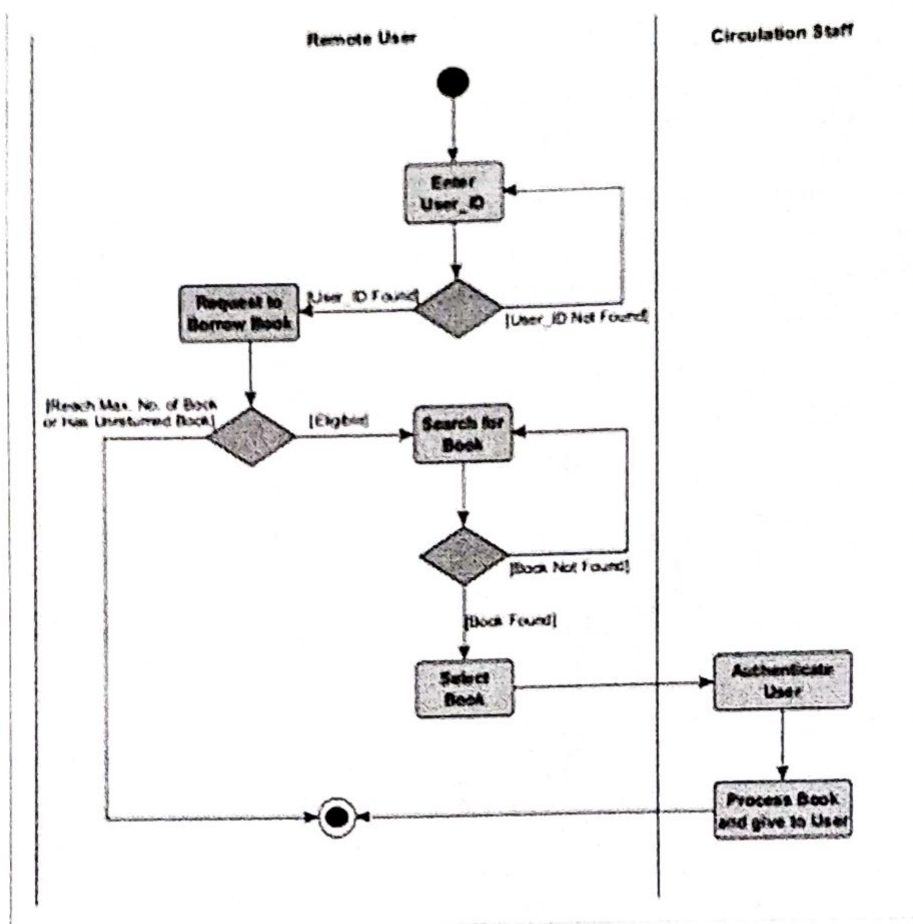 Remote User
Circulation Staff
Enter
User_ID
[User_ID Found]
[User_ID Not Found]
Request to
Borrow Book
[Reach Max. No. of Book
or Has Unreturned Book]
[Eligible]
Search for
Book
[Book Not Found]
[Book Found]
Select
Book
Authenticate
User
Process Book
and give to User